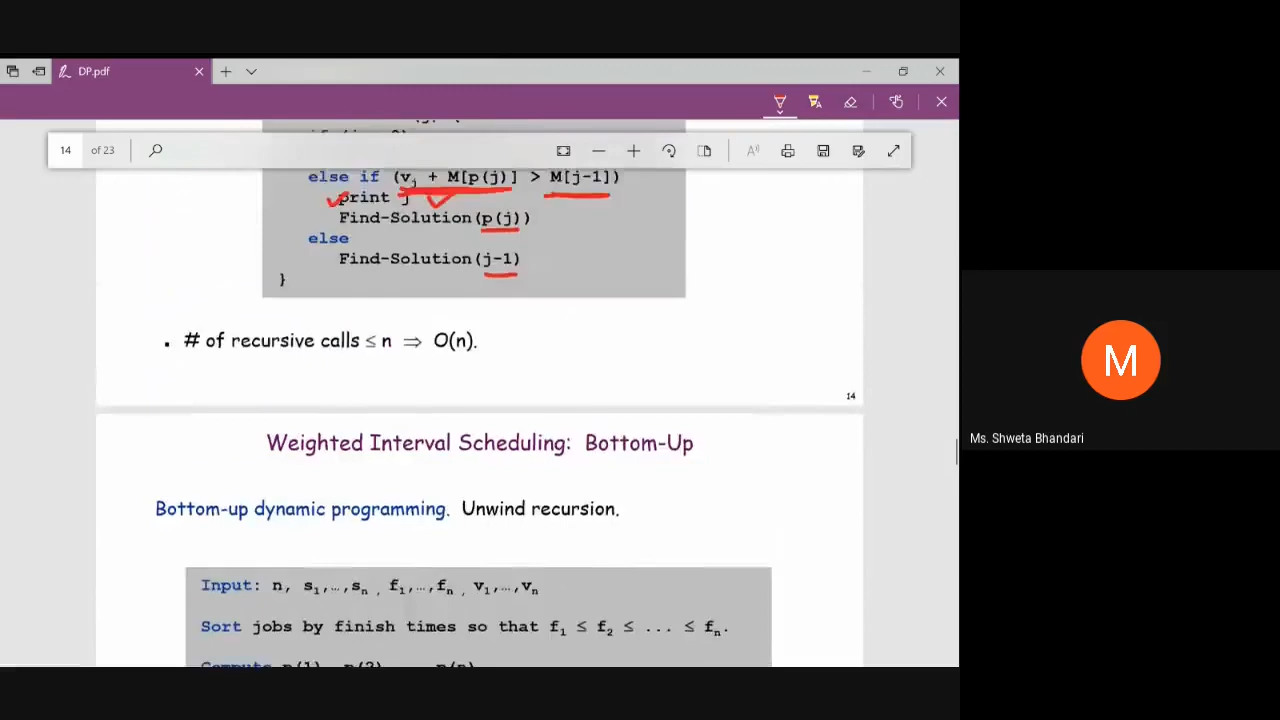 DP.pdf
14 of 23
else if (vj + M[p(j)] > M[j-1])
print j
Find-Solution(p(j))
else
Find-Solution(j-1)
}
. # of recursive calls ≤ n ⇒ O(n).
14
Weighted Interval Scheduling: Bottom-Up
Bottom-up dynamic programming. Unwind recursion.
Input: n, s1,…,sn , f1,…,fn , v1,…,vn
Sort jobs by finish times so that f1 ≤ f2 ≤ ... ≤ fn.
M
Ms. Shweta Bhandari